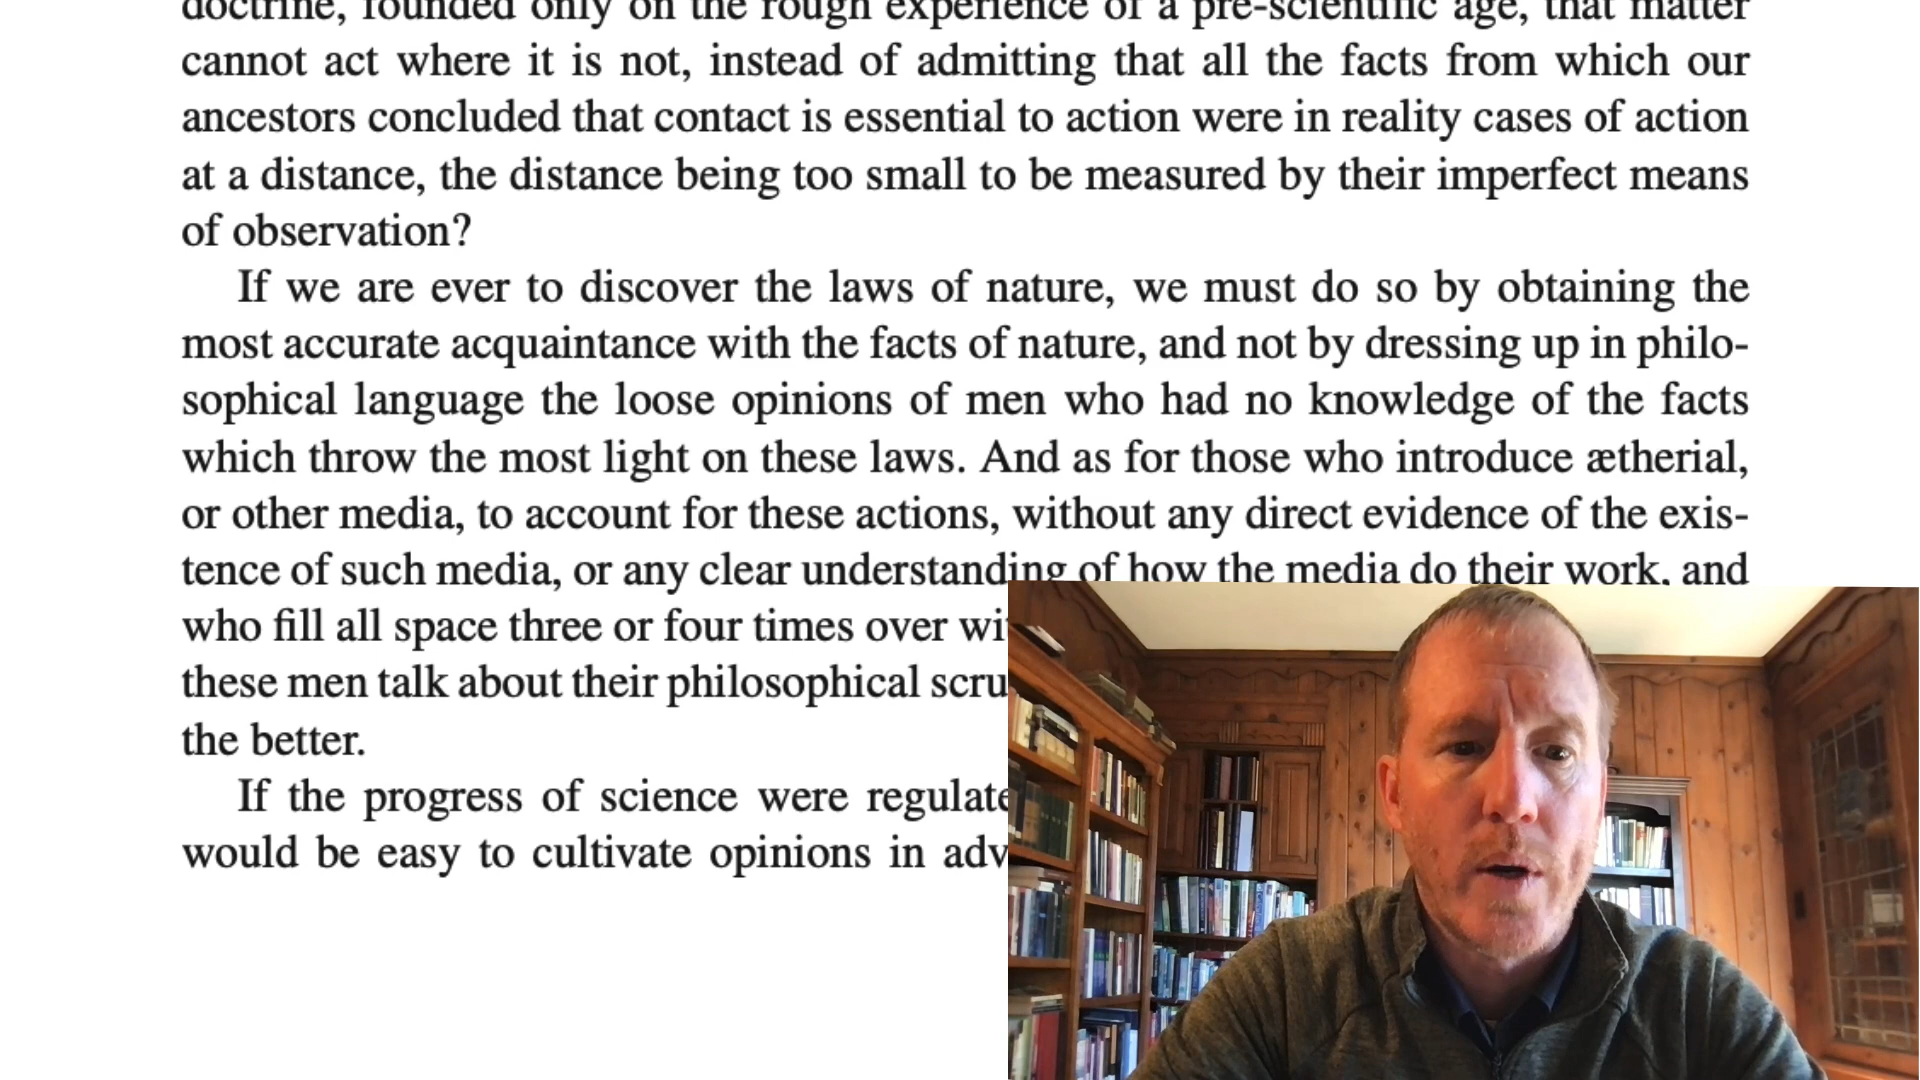 doctrine, founded only on the rough experience of a pre-scientific age, that matter
cannot act where it is not, instead of admitting that all the facts from which our
ancestors concluded that contact is essential to action were in reality cases of action
at a distance, the distance being too small to be measured by their imperfect means
of observation?
If we are ever to discover the laws of nature, we must do so by obtaining the
most accurate acquaintance with the facts of nature, and not by dressing up in philo-
sophical language the loose opinions of men who had no knowledge of the facts
which throw the most light on these laws. And as for those who introduce ætherial,
or other media, to account for these actions, without any direct evidence of the exis-
tence of such media, or any clear understanding of how the media do their work, and
who fill all space three or four times over
these men talk about their philosophical
the better.
If the progress of science were
would be easy to cultivate opinions in